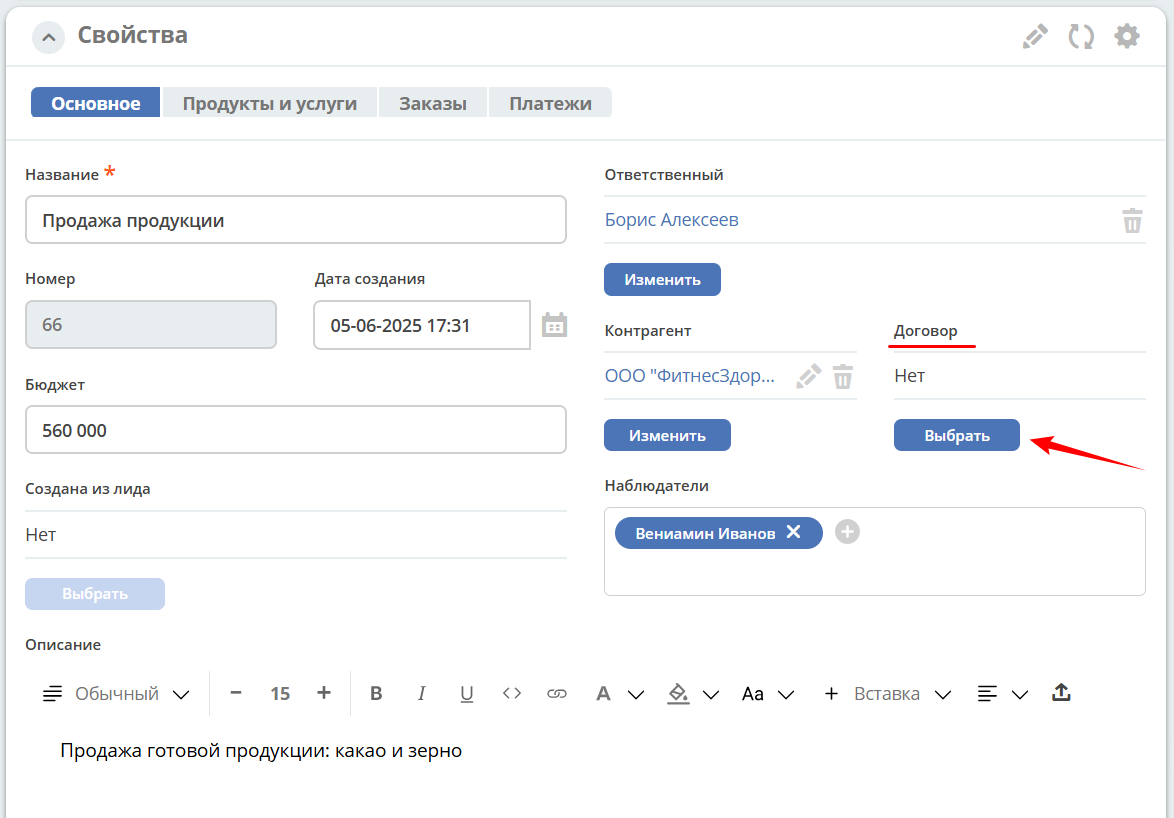 Свойства
Основное
Продукты и услуги
Заказы
Платежи
Название *
Продажа продукции
Номер
Дата создания
66
05-06-2025 17:31
Бюджет
560 000
Создана из лида
Нет
Выбрать
Ответственный
Борис Алексеев
Изменить
Контрагент
ООО "ФитнесЗдор...
Изменить
Договор
Нет
Выбрать
Наблюдатели
Вениамин Иванов
Описание
Обычный − 15 + B I U <> A Aa + Вставка
Продажа готовой продукции: какао и зерно